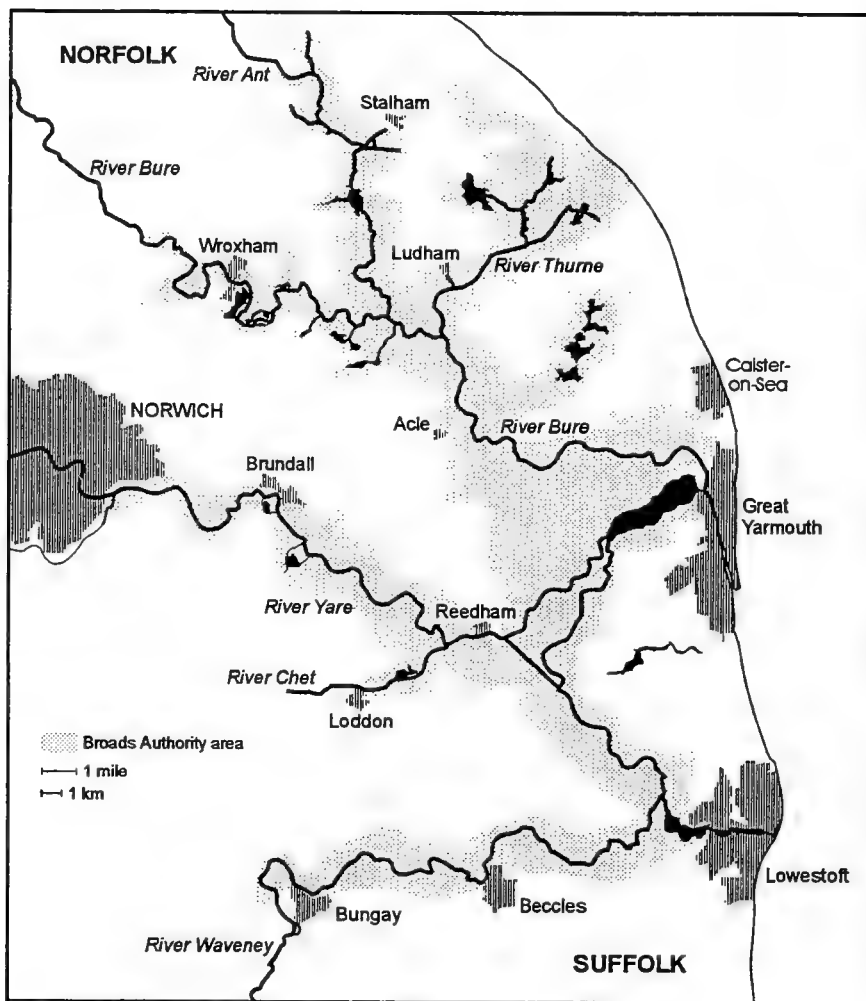 NORFOLK
River Ant
Stalham
River Bure
Wroxham
Ludham
River Thurne
Calster-
on-Sea
NORWICH
Acle
River Bure
Brundall
Great
Yarmouth
River Yare
Reedham
River Chet
Loddon
Broads Authority area
1 mile
1 km
Lowestoft
Bungay
Beccles
River Waveney
SUFFOLK